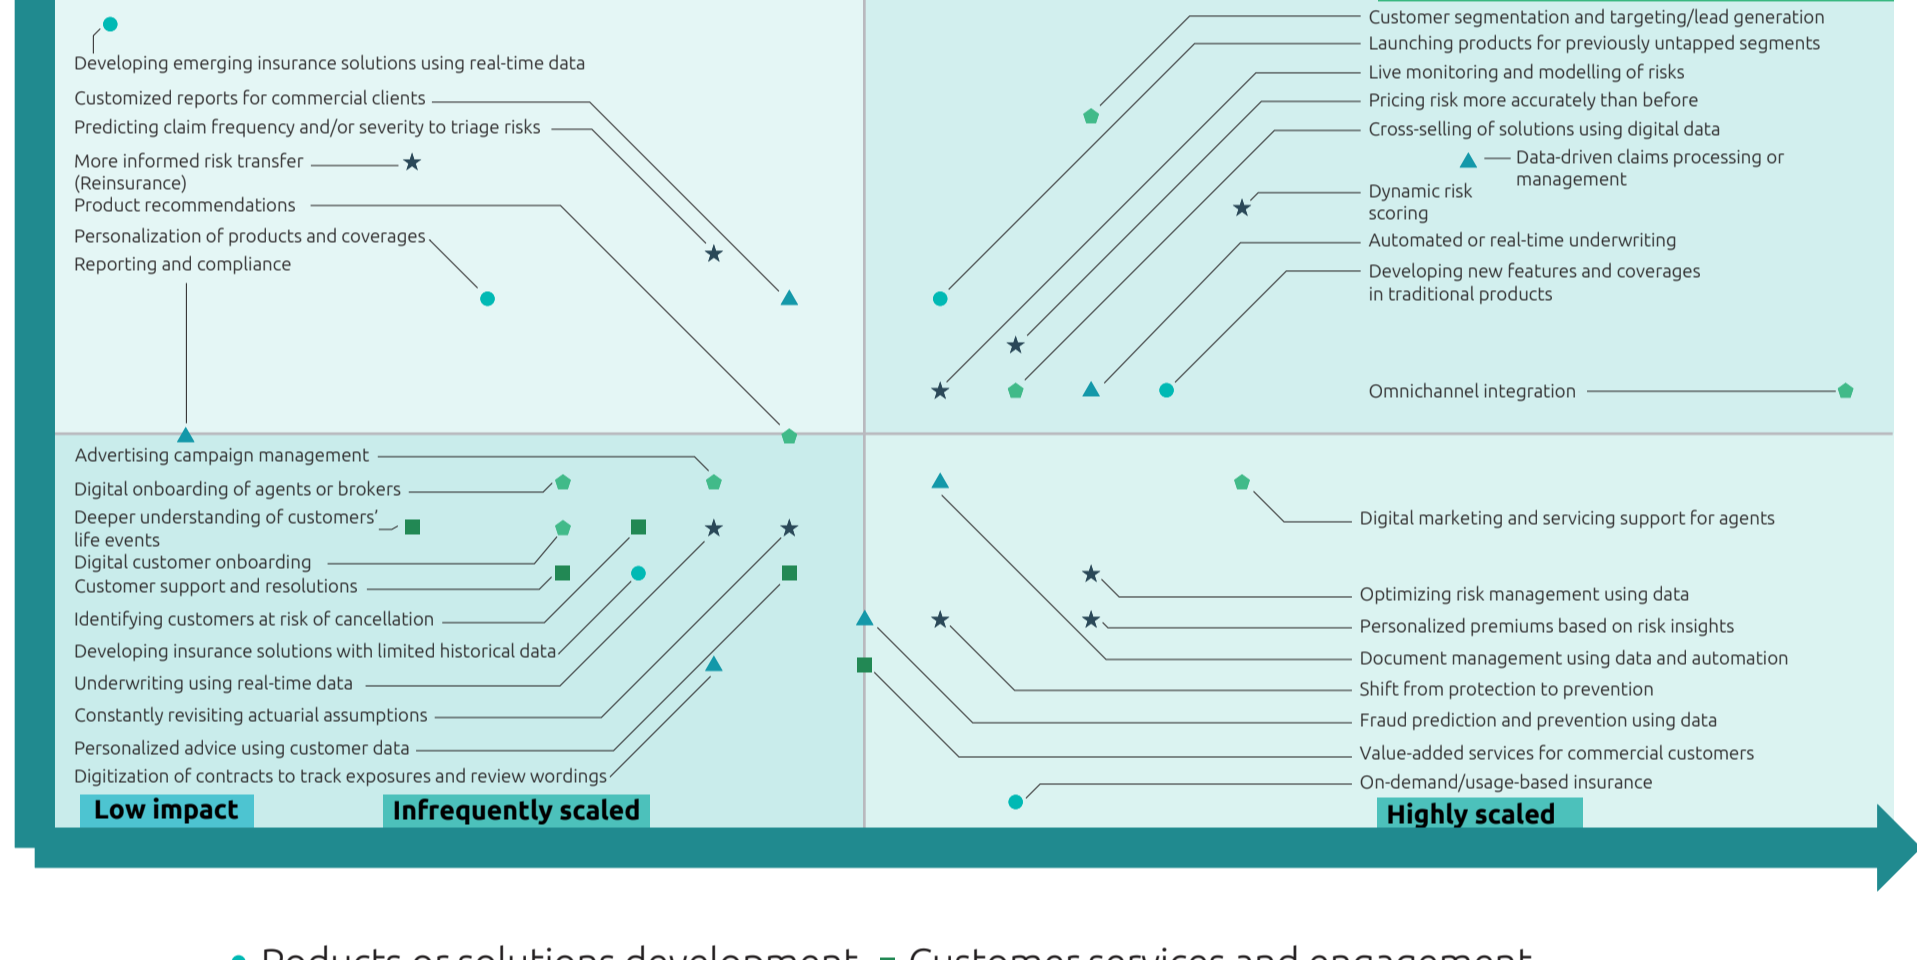 Developing emerging insurance solutions using real-time data
Customized reports for commercial clients
Predicting claim frequency and/or severity to triage risks
More informed risk transfer
(Reinsurance)
Product recommendations
Personalization of products and coverages
Reporting and compliance
Customer segmentation and targeting/lead generation
Launching products for previously untapped segments
Live monitoring and modelling of risks
Pricing risk more accurately than before
Cross-selling of solutions using digital data
Data-driven claims processing or
management
Dynamic risk
scoring
Automated or real-time underwriting
Developing new features and coverages
in traditional products
Omnichannel integration
Advertising campaign management
Digital onboarding of agents or brokers
Deeper understanding of customers’
life events
Digital customer onboarding
Customer support and resolutions
Identifying customers at risk of cancellation
Developing insurance solutions with limited historical data
Underwriting using real-time data
Constantly revisiting actuarial assumptions
Personalized advice using customer data
Digitization of contracts to track exposures and review wordings
Low impact
Infrequently scaled
Digital marketing and servicing support for agents
Optimizing risk management using data
Personalized premiums based on risk insights
Document management using data and automation
Shift from protection to prevention
Fraud prediction and prevention using data
Value-added services for commercial customers
On-demand/usage-based insurance
Highly scaled
Poducts or solutions development
Customer services and engagement